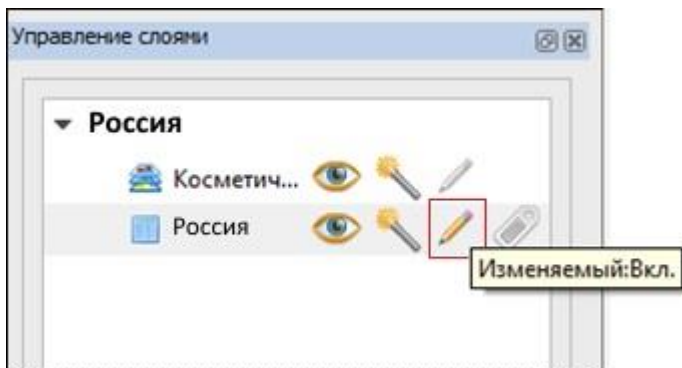 Управление слоями
Россия
Косметич...
Россия
Изменяемый:Вкл.